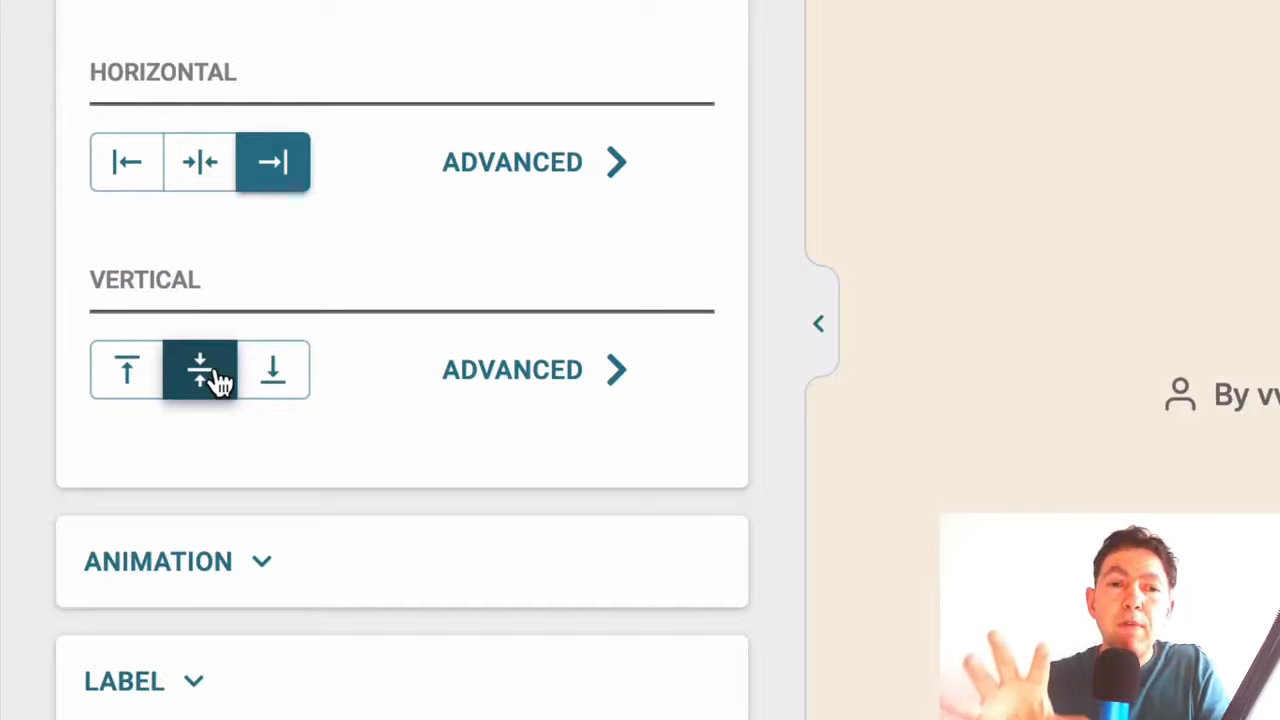 HORIZONTAL
ADVANCED
VERTICAL
ADVANCED
By
ANIMATION
LABEL